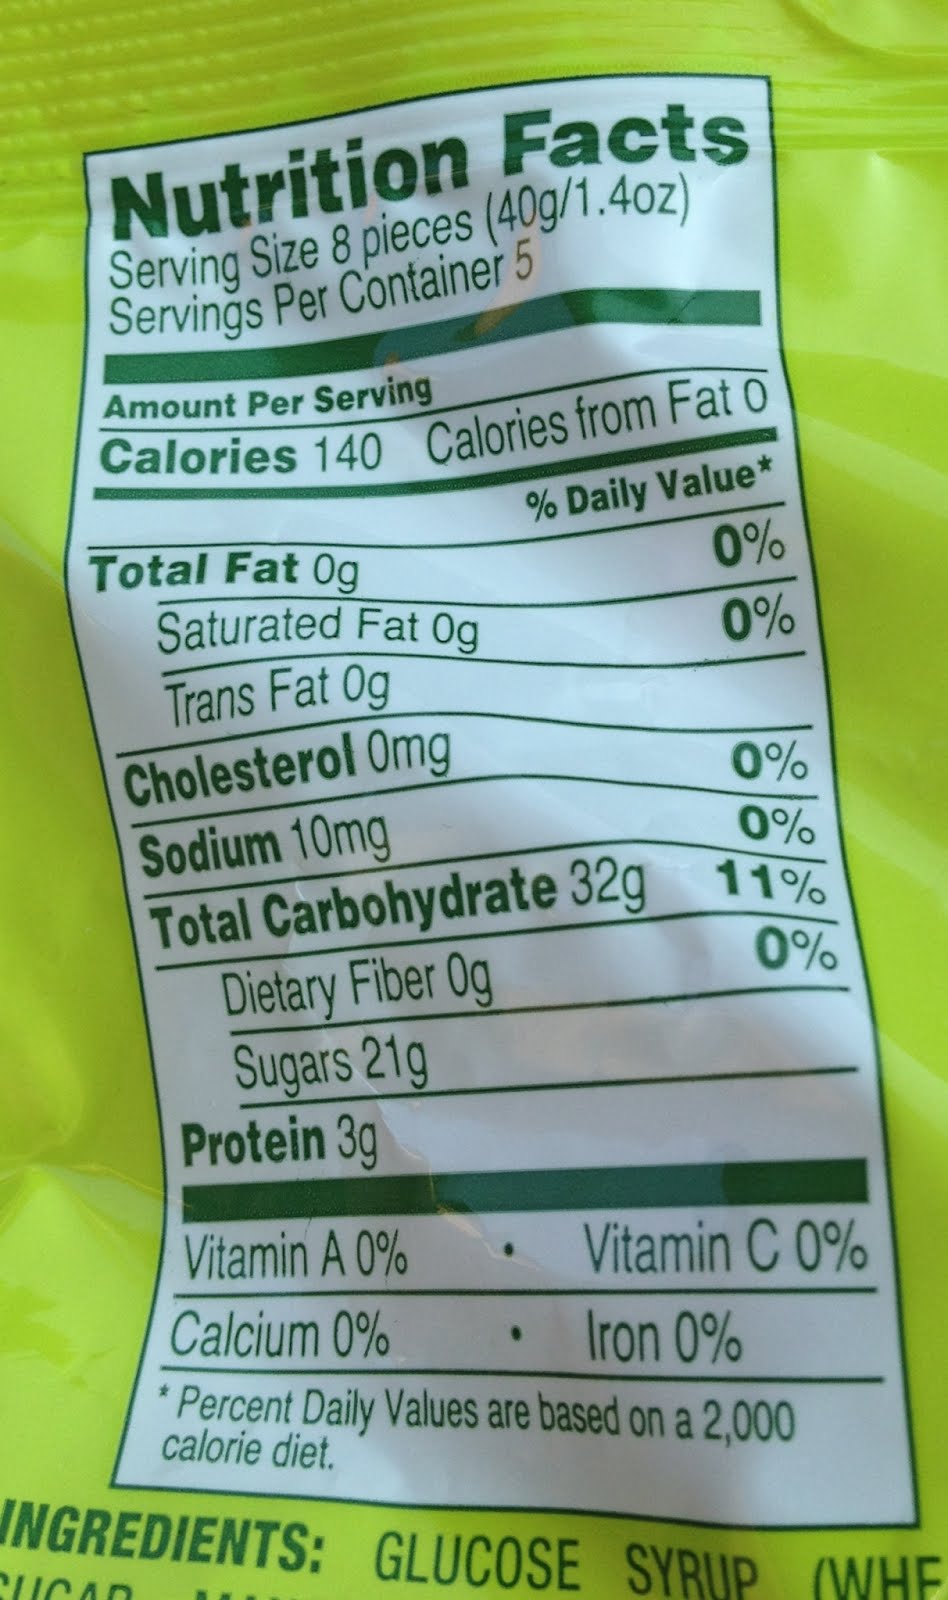 Nutrition Facts
Serving Size 8 pieces (40g/1.4oz)
Servings Per Container 5
Amount Per Serving
Calories 140 Calories from Fat 0
% Daily Value*
Total Fat 0g 0%
Saturated Fat 0g 0%
Trans Fat 0g
Cholesterol 0mg 0%
Sodium 10mg 0%
Total Carbohydrate 32g 11%
Dietary Fiber 0g 0%
Sugars 21g
Protein 3g
Vitamin A 0% • Vitamin C 0%
Calcium 0% • Iron 0%
* Percent Daily Values are based on a 2,000
calorie diet.
INGREDIENTS: GLUCOSE SYRUP (WHE
SUGAR